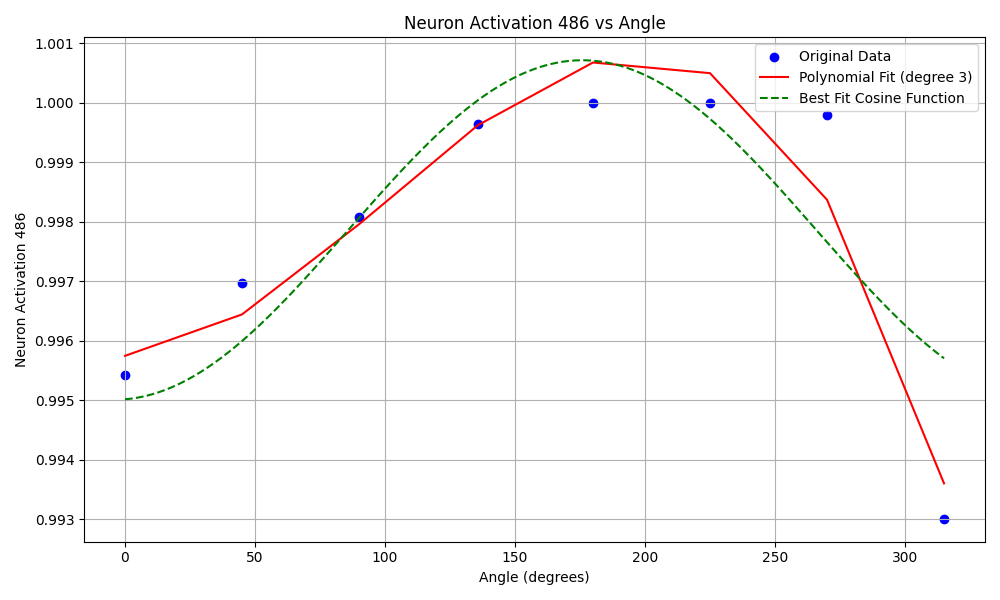 Neuron Activation 486 vs Angle
Original Data
Polynomial Fit (degree 3)
Best Fit Cosine Function
1.001
1.000
0.999
0.998
0.997
0.996
0.995
0.994
0.993
Neuron Activation 486
0 50 100 150 200 250 300
Angle (degrees)